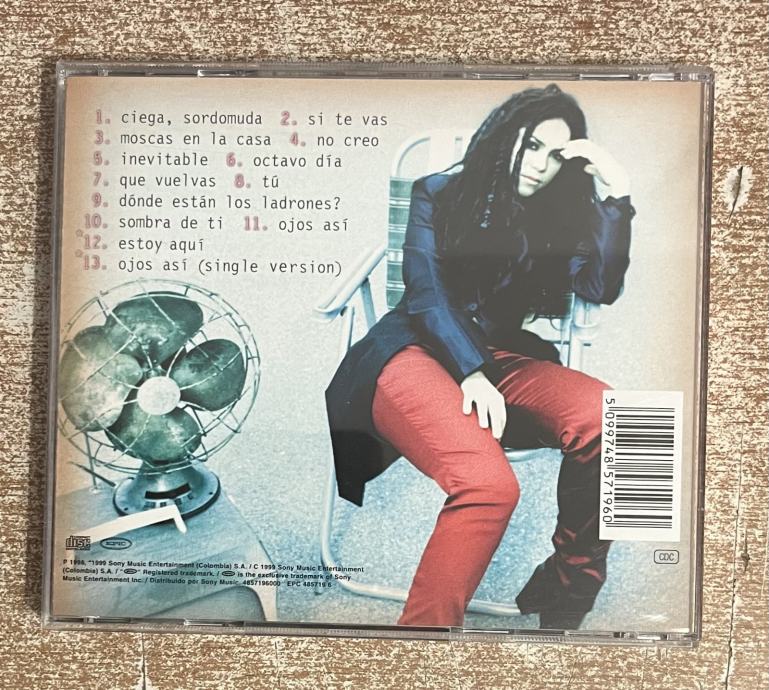 1. ciega, sordomuda 2. si te vas
3. moscas en la casa 4. no creo
5. inevitable 6. octavo día
7. que vuelvas 8. tú
9. dónde están los ladrones?
10. sombra de ti 11. ojos así
*12. estoy aquí
*13. ojos así (single version)
5 099748 571960
disc epic
CDC
P 1998, *1999 Sony Music Entertainment (Colombia) S.A. / C 1999 Sony Music Entertainment
(Colombia) S.A. / "epic" Registered trademark. / epic is the exclusive trademark of Sony
Music Entertainment Inc. / Distribuido por Sony Music. 4857196000 EPC 485719 6